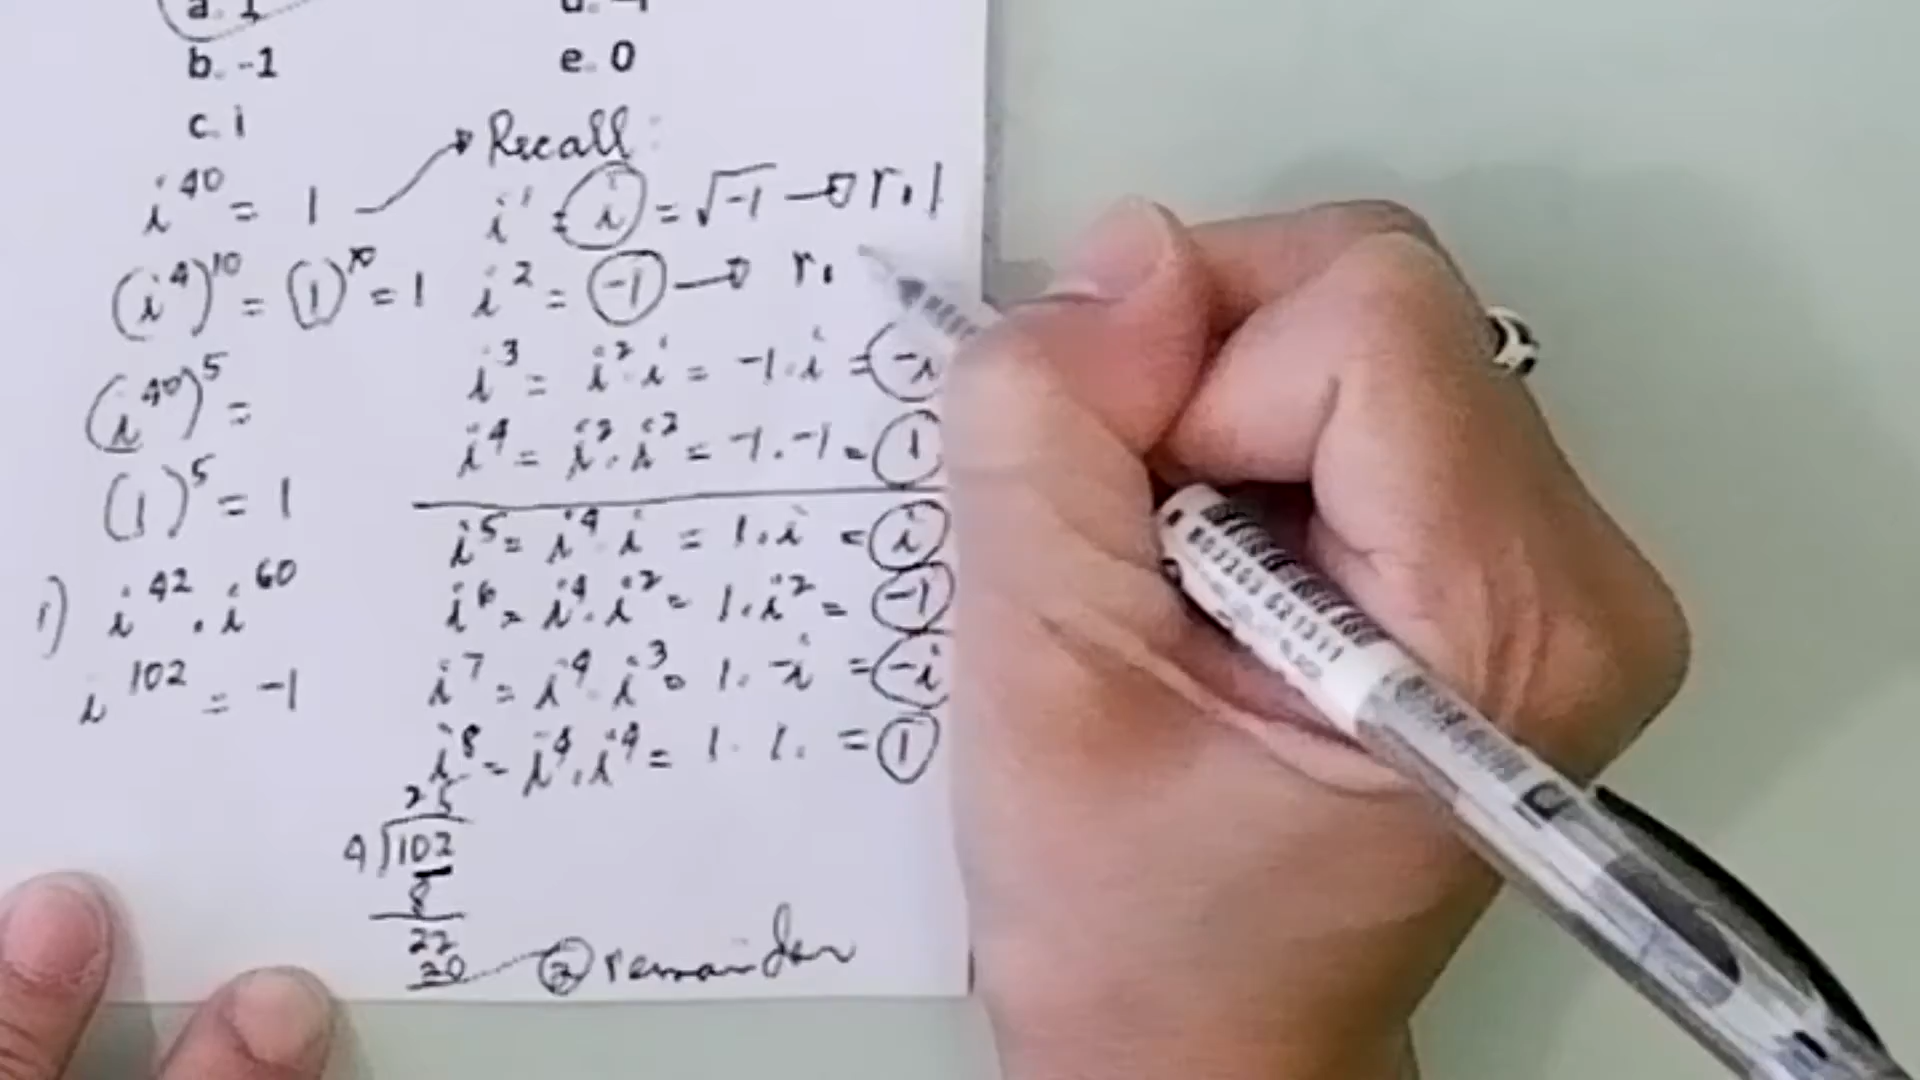 a. 1
b. -1
e. 0
c. i
Recall:
i^40 = 1
i^1 = i = √-1 → r. 1
(i^4)^10 = (1)^10 = 1
i^2 = -1 → r.
i^3 = i^2 · i = -1 · i = -i
(i^40)^5 =
i^4 = i^2 · i^2 = -1 · -1 = 1
(1)^5 = 1
i^5 = i^4 · i = 1 · i = i
1) i^42 · i^60
i^6 = i^4 · i^2 = 1 · i^2 = -1
i^102 = -1
i^7 = i^4 · i^3 = 1 · -i = -i
i^8 = i^4 · i^4 = 1 · 1 · = 1
25
4 ) 102
8
22
20
2 remainder